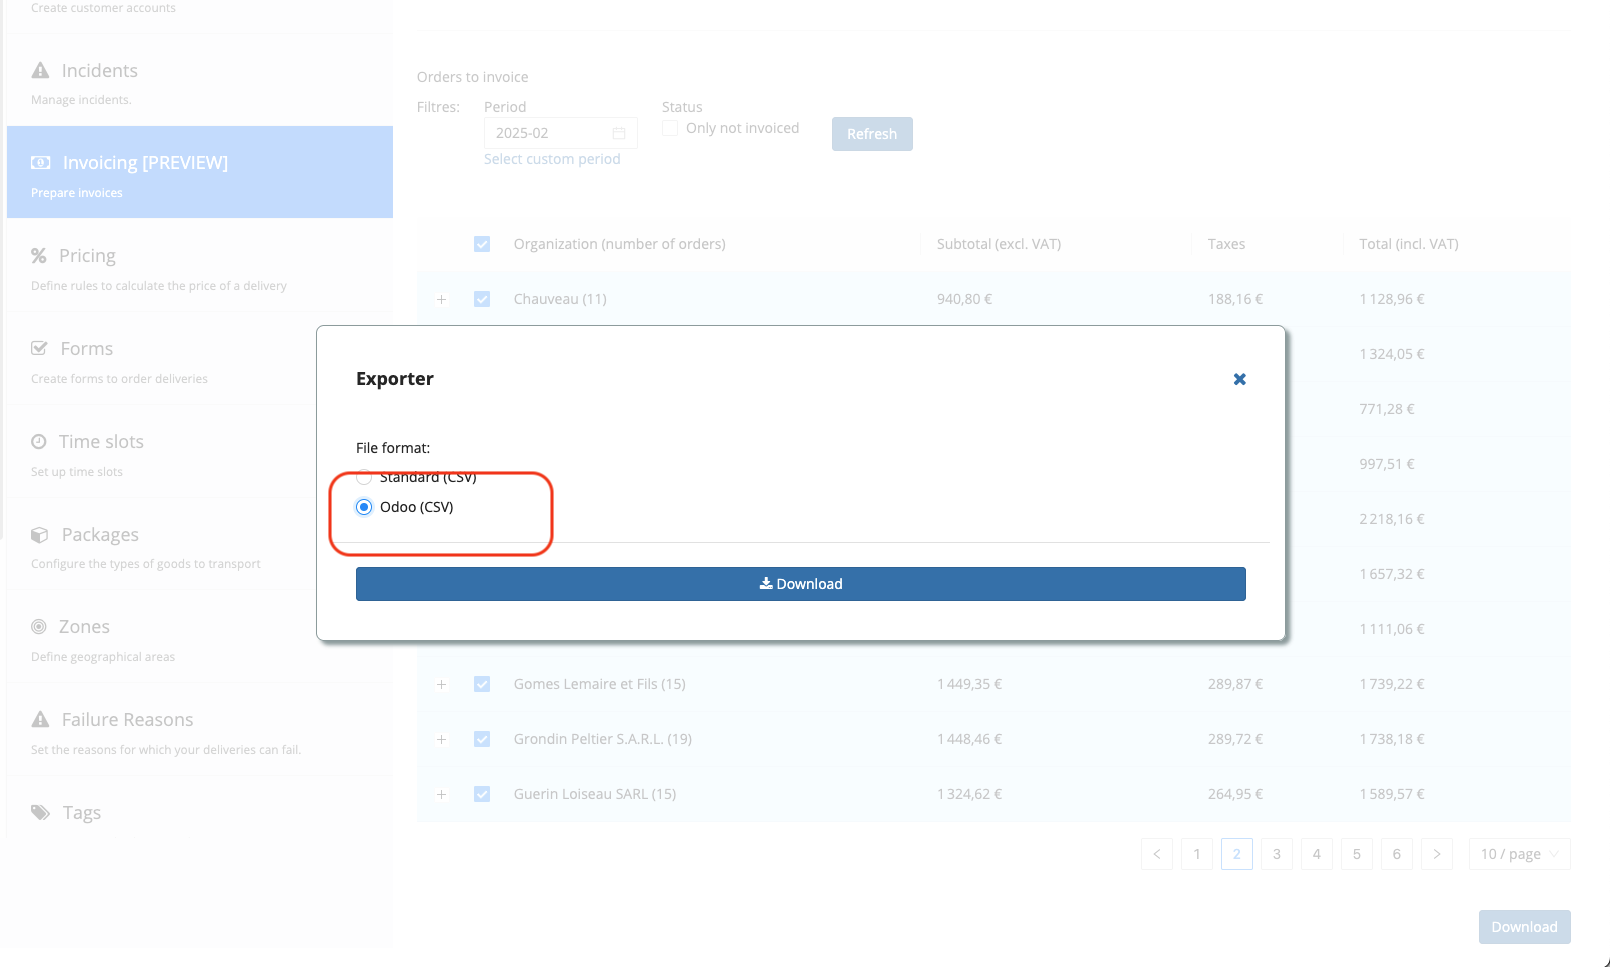 Create customer accounts
Incidents
Manage incidents.
Invoicing [PREVIEW]
Prepare invoices
Pricing
Define rules to calculate the price of a delivery
Forms
Create forms to order deliveries
Time slots
Set up time slots
Packages
Configure the types of goods to transport
Zones
Define geographical areas
Failure Reasons
Set the reasons for which your deliveries can fail.
Tags
Orders to invoice
Filtres: Period Status
2025-02 Only not invoiced Refresh
Select custom period
Organization (number of orders) Subtotal (excl. VAT) Taxes Total (incl. VAT)
Chauveau (11) 940,80 € 188,16 € 1 128,96 €
1 324,05 €
771,28 €
997,51 €
2 218,16 €
1 657,32 €
1 111,06 €
Exporter
File format:
Standard (CSV)
Odoo (CSV)
Download
Gomes Lemaire et Fils (15) 1 449,35 € 289,87 € 1 739,22 €
Grondin Peltier S.A.R.L. (19) 1 448,46 € 289,72 € 1 738,18 €
Guerin Loiseau SARL (15) 1 324,62 € 264,95 € 1 589,57 €
< 1 2 3 4 5 6 > 10 / page
Download